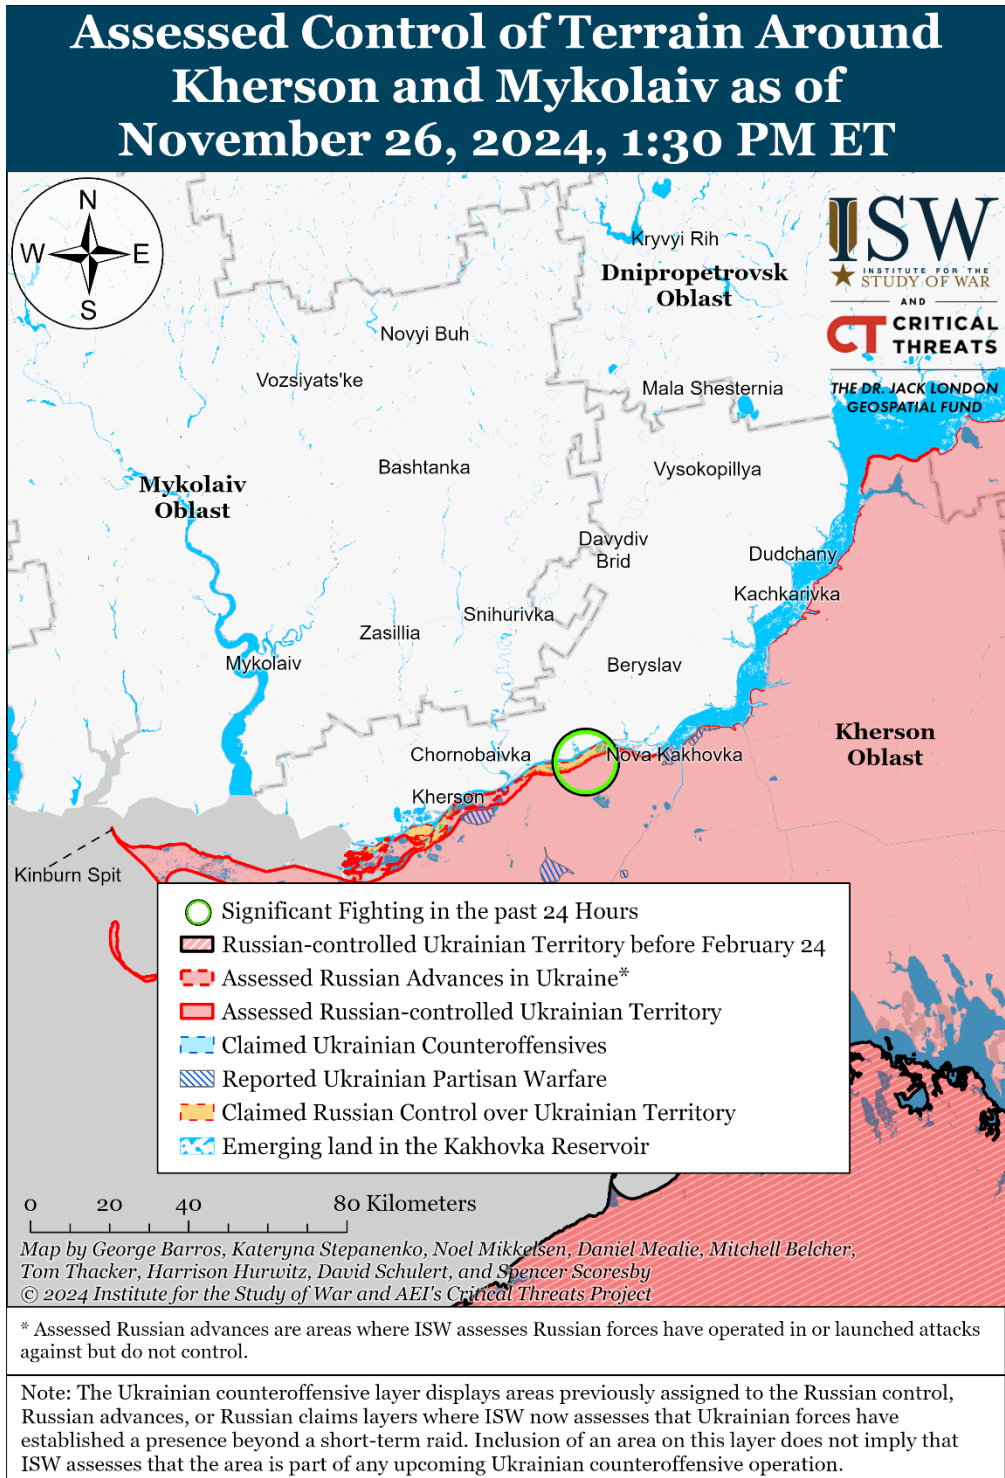 Assessed Control of Terrain Around
Kherson and Mykolaiv as of
November 26, 2024, 1:30 PM ET
N
W
E
S
ISW
INSTITUTE FOR THE
STUDY OF WAR
AND
CT CRITICAL
THREATS
THE DR. JACK LONDON
GEOSPATIAL FUND
Kryvyi Rih
Dnipropetrovsk
Oblast
Novyi Buh
Vozsiyats'ke
Mala Shesternia
Bashtanka
Vysokopillya
Mykolaiv
Oblast
Davydiv
Brid
Dudchany
Kachkarivka
Snihurivka
Zasillia
Mykolaiv
Beryslav
Kherson
Oblast
Chornobaivka
Nova Kakhovka
Kherson
Kinburn Spit
Significant Fighting in the past 24 Hours
Russian-controlled Ukrainian Territory before February 24
Assessed Russian Advances in Ukraine*
Assessed Russian-controlled Ukrainian Territory
Claimed Ukrainian Counteroffensives
Reported Ukrainian Partisan Warfare
Claimed Russian Control over Ukrainian Territory
Emerging land in the Kakhovka Reservoir
0 20 40 80 Kilometers
Map by George Barros, Kateryna Stepanenko, Noel Mikkelsen, Daniel Mealie, Mitchell Belcher,
Tom Thacker, Harrison Hurwitz, David Schulert, and Spencer Scoresby
© 2024 Institute for the Study of War and AEI's Critical Threats Project
* Assessed Russian advances are areas where ISW assesses Russian forces have operated in or launched attacks
against but do not control.
Note: The Ukrainian counteroffensive layer displays areas previously assigned to the Russian control,
Russian advances, or Russian claims layers where ISW now assesses that Ukrainian forces have
established a presence beyond a short-term raid. Inclusion of an area on this layer does not imply that
ISW assesses that the area is part of any upcoming Ukrainian counteroffensive operation.